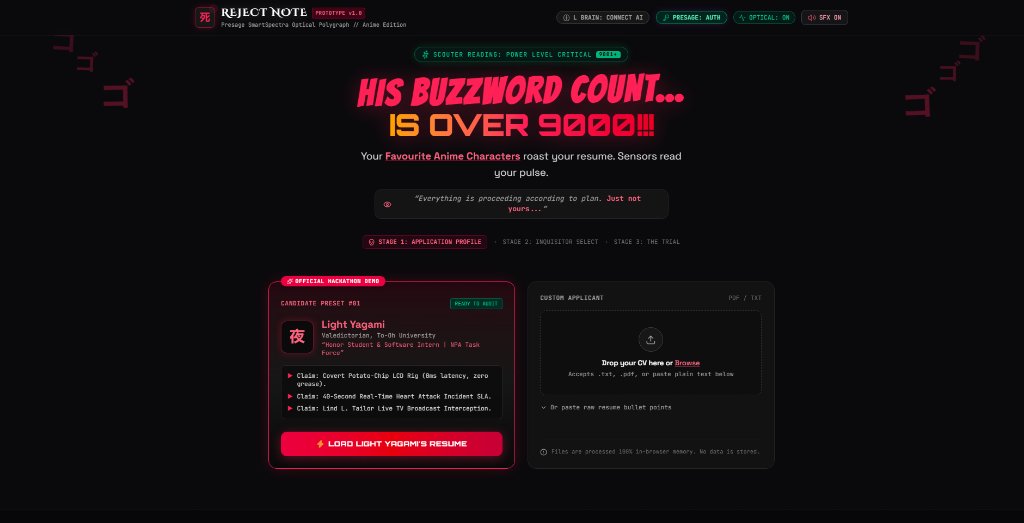 死
REJECT NOTE
PROTOTYPE v1.0
Presage SmartSpectra Optical Polygraph // Anime Edition
L BRAIN: CONNECT AI
PRESAGE: AUTH
OPTICAL: ON
SFX ON
ゴ ゴ
ゴ ゴ
ゴ ゴ
SCOUTER READING: POWER LEVEL CRITICAL
HIS BUZZWORD COUNT...
IS OVER 9000!!!
Your Favourite Anime Characters roast your resume. Sensors read
your pulse.
"Everything is proceeding according to plan. Just not
yours..."
STAGE 1: APPLICATION PROFILE · STAGE 2: INQUISITOR SELECT · STAGE 3: THE TRIAL
OFFICIAL HACKATHON DEMO
CANDIDATE PRESET #01
READY TO AUDIT
夜
Light Yagami
Valedictorian, To-Oh University
"Honor Student & Software Intern | NPA Task
Force"
Claim: Covert Potato-Chip LCD Rig (0ms latency, zero
grease).
Claim: 40-Second Real-Time Heart Attack Incident SLA.
Claim: Lind L. Tailor Live TV Broadcast Interception.
LOAD LIGHT YAGAMI'S RESUME
CUSTOM APPLICANT
PDF / TXT
Drop your CV here or Browse
Accepts .txt, .pdf, or paste plain text below
Or paste raw resume bullet points
Files are processed 100% in-browser memory. No data is stored.